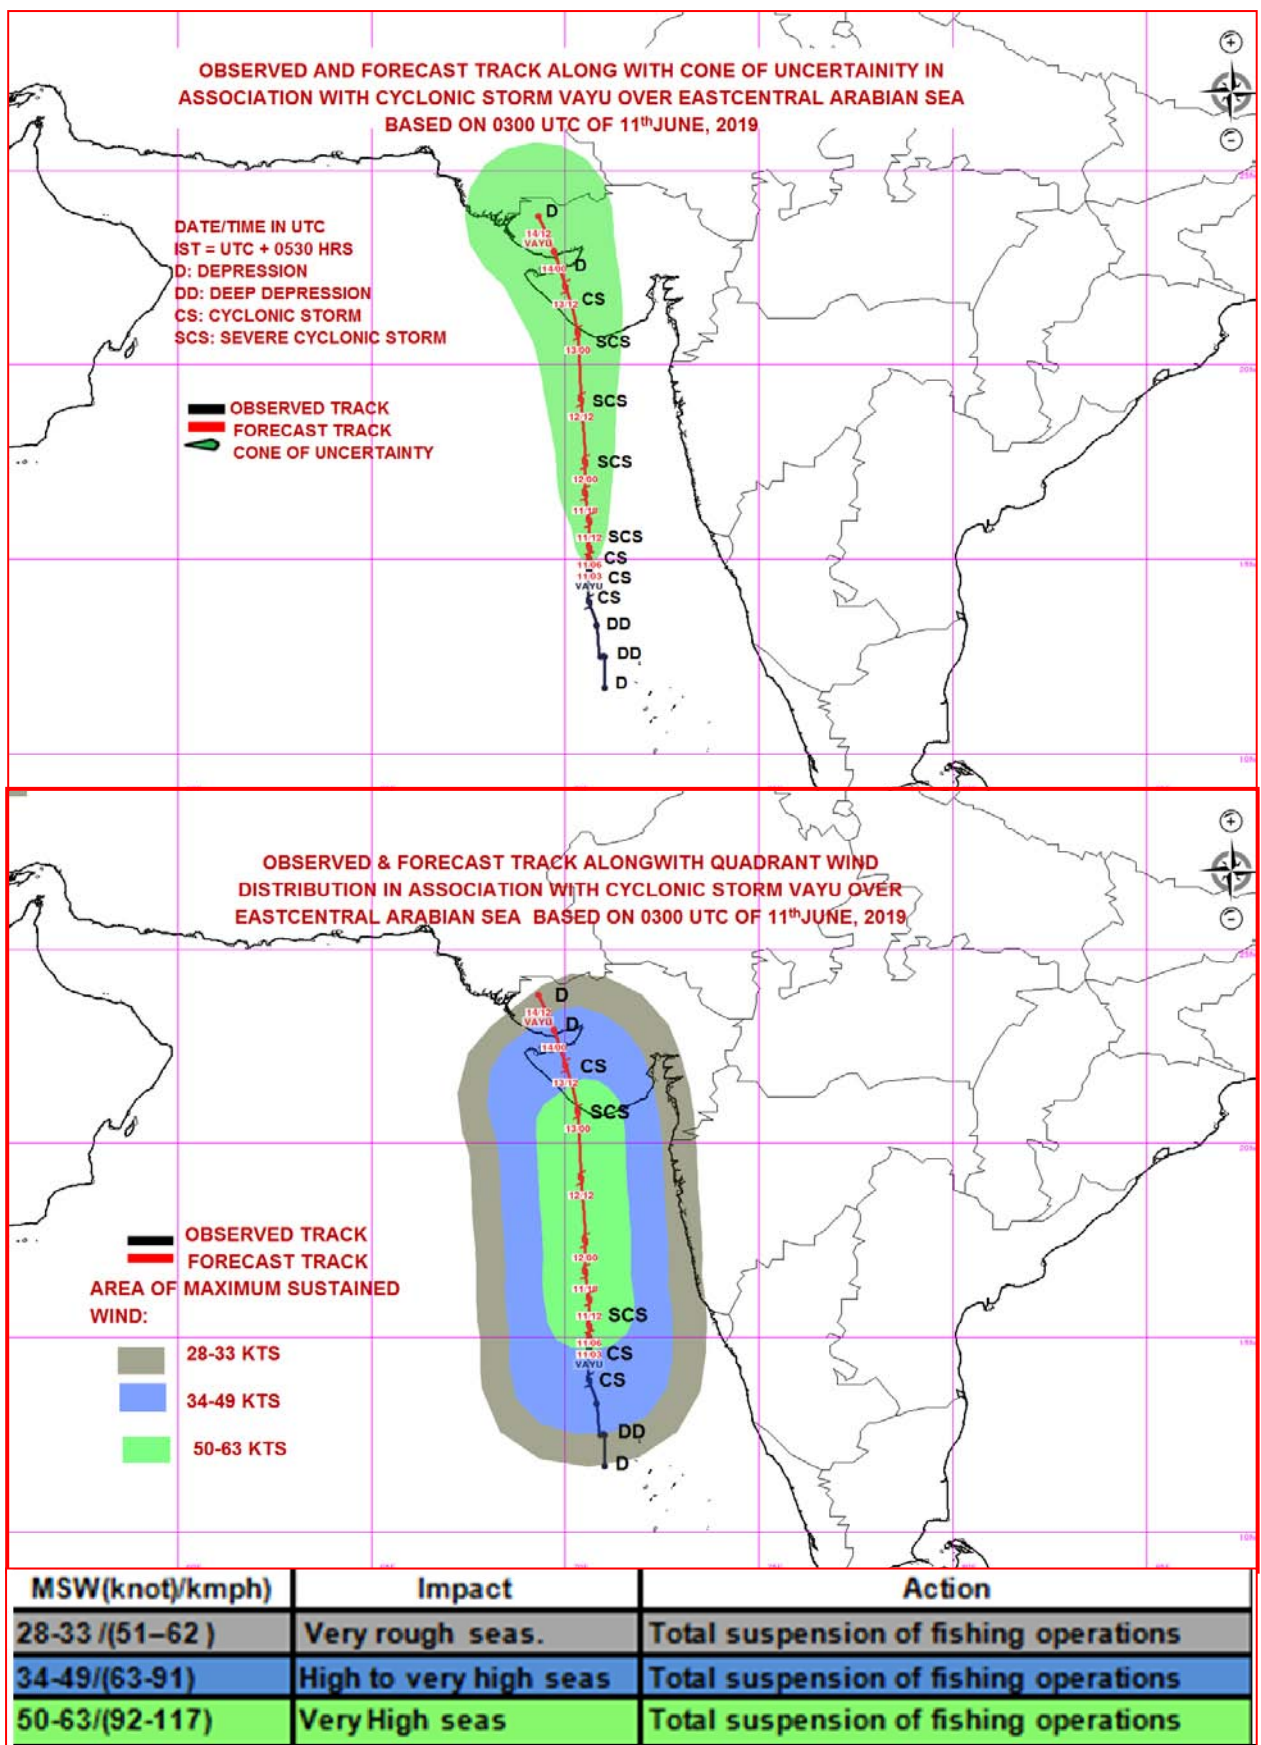 OBSERVED AND FORECAST TRACK ALONG WITH CONE OF UNCERTAINITY IN
ASSOCIATION WITH CYCLONIC STORM VAYU OVER EASTCENTRAL ARABIAN SEA
BASED ON 0300 UTC OF 11thJUNE, 2019
25N
DATE/TIME IN UTC
IST = UTC + 0530 HRS
D: DEPRESSION
DD: DEEP DEPRESSION
CS: CYCLONIC STORM
SCS: SEVERE CYCLONIC STORM
OBSERVED TRACK
FORECAST TRACK
CONE OF UNCERTAINTY
D
14/12
VAYU
D
14/00
CS
13/12
SCS
13/00
20N
SCS
12/12
SCS
12/00
11/18
SCS
11/12
CS
11/06
15N
CS
11/03
VAYU
CS
DD
DD
D
10N
OBSERVED & FORECAST TRACK ALONGWITH QUADRANT WIND
DISTRIBUTION IN ASSOCIATION WITH CYCLONIC STORM VAYU OVER
EASTCENTRAL ARABIAN SEA BASED ON 0300 UTC OF 11thJUNE, 2019
25N
D
14/12
VAYU
D
14/00
CS
13/12
SCS
13/00
20N
12/12
12/00
11/18
SCS
11/12
11/06
15N
CS
11/03
VAYU
CS
DD
D
10N
OBSERVED TRACK
FORECAST TRACK
AREA OF MAXIMUM SUSTAINED
WIND:
28-33 KTS
34-49 KTS
50-63 KTS
MSW(knot)/kmph) Impact Action
28-33 /(51–62 ) Very rough seas. Total suspension of fishing operations
34-49/(63-91) High to very high seas Total suspension of fishing operations
50-63/(92-117) Very High seas Total suspension of fishing operations